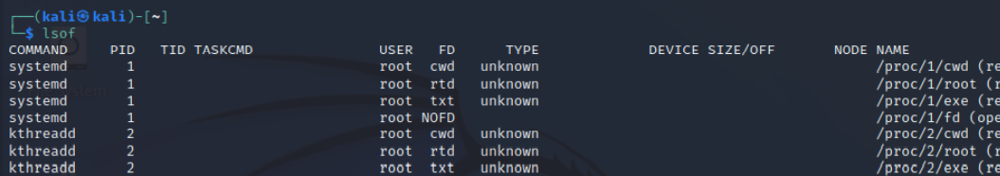 ┌──(kali㉿kali)-[~]
└─$ lsof
COMMAND PID TID TASKCMD USER FD TYPE DEVICE SIZE/OFF NODE NAME
systemd 1 root cwd unknown /proc/1/cwd (re
systemd 1 root rtd unknown /proc/1/root (r
systemd 1 root txt unknown /proc/1/exe (re
systemd 1 root NOFD /proc/1/fd (ope
kthreadd 2 root cwd unknown /proc/2/cwd (re
kthreadd 2 root rtd unknown /proc/2/root (r
kthreadd 2 root txt unknown /proc/2/exe (re